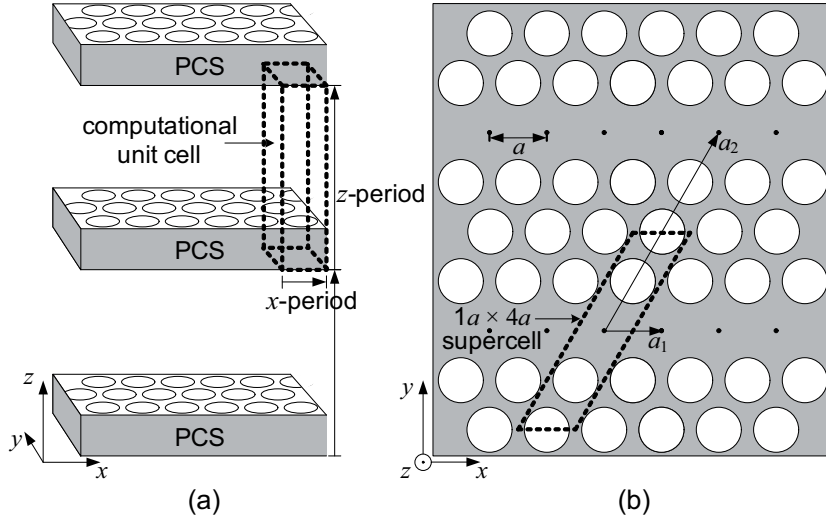 PCS
computational
unit cell
z-period
PCS
x-period
PCS
z
y
x
(a)
a
a2
1a × 4a
supercell
a1
y
z
x
(b)